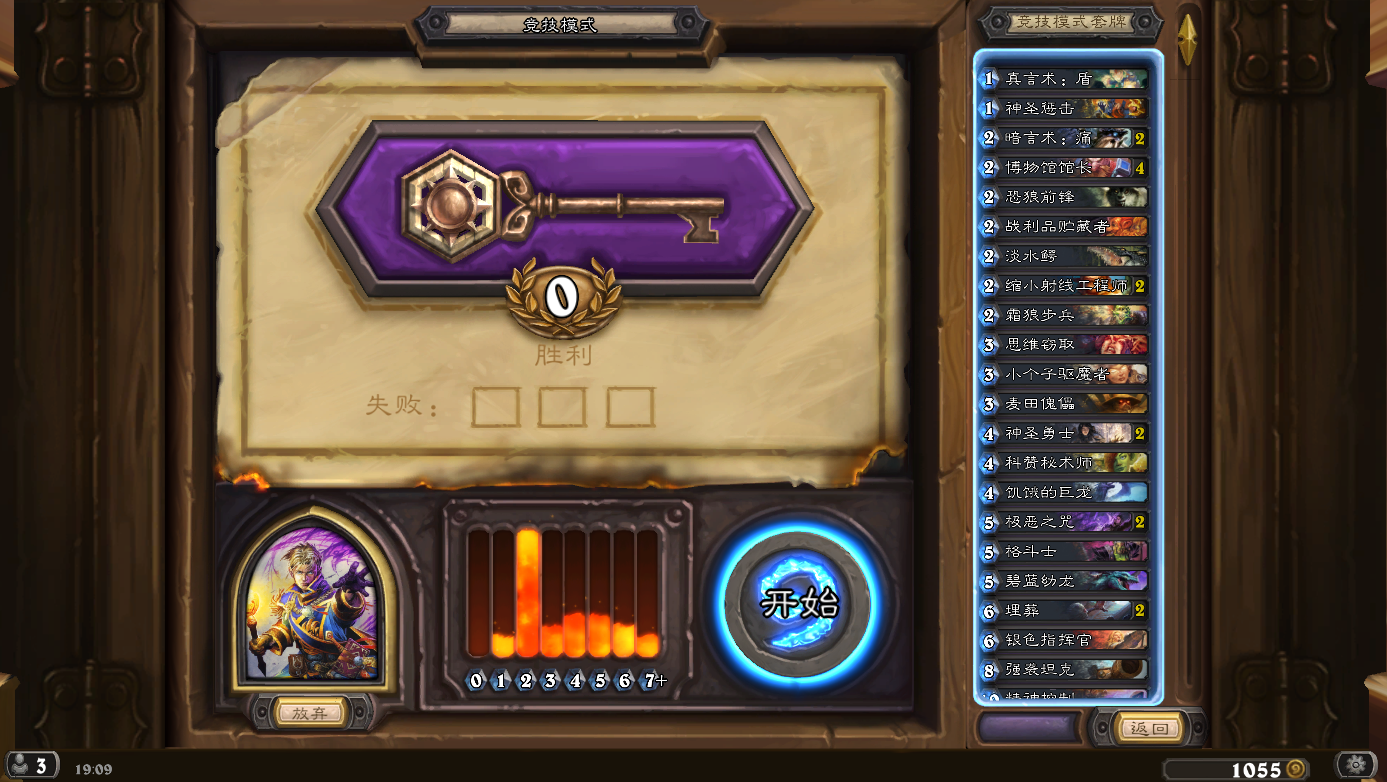 竞技模式
0
胜利
失败：
0 1 2 3 4 5 6 7+
开始
放弃
竞技模式套牌
1 真言术：盾
1 神圣惩击
2 暗言术：痛 2
2 博物馆馆长 4
2 恐狼前锋
2 战利品贮藏者
2 淡水鳄
2 缩小射线工程师 2
2 霜狼步兵
3 思维窃取
3 小个子驱魔者
3 麦田傀儡
4 神圣勇士 2
4 科赞秘术师
4 饥饿的巨龙
5 极恶之咒 2
5 格斗士
5 碧蓝幼龙
6 埋葬 2
6 银色指挥官
8 强袭坦克
精神控制
返回
3
19:09
1055